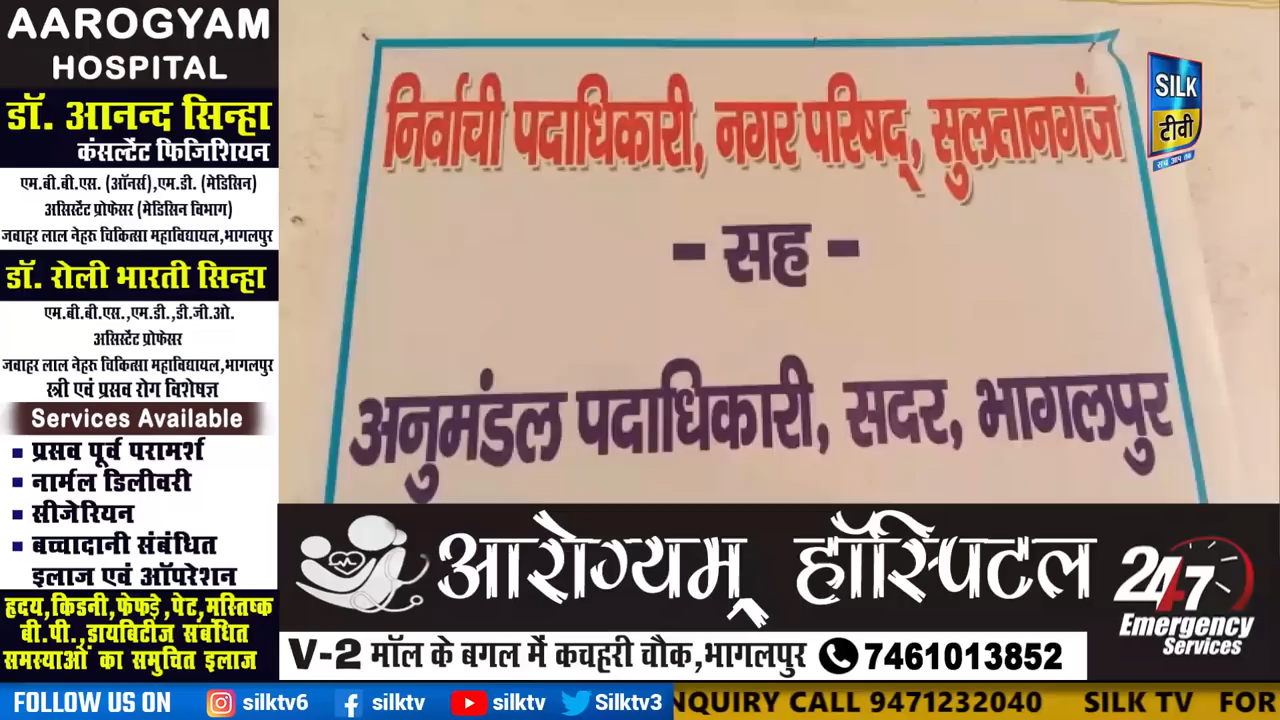 AAROGYAM
HOSPITAL
डॉ. आनन्द सिन्हा
कंसल्टेंट फिजिशियन
एम.बी.बी.एस. (ऑनर्स),एम.डी. (मेडिसिन)
असिस्टेंट प्रोफेसर (मेडिसिन विभाग)
जवाहर लाल नेहरु चिकित्सा महाविद्यालय,भागलपुर
डॉ. रोली भारती सिन्हा
एम.बी.बी.एस.,एम.डी.,डी.जी.ओ.
असिस्टेंट प्रोफेसर
जवाहर लाल नेहरु चिकित्सा महाविद्यालय,भागलपुर
स्त्री एवं प्रसव रोग विशेषज्ञ
Services Available
प्रसव पूर्व परामर्श
नार्मल डिलीवरी
सीजेरियन
बच्चादानी संबंधित
इलाज एवं ऑपरेशन
हृदय,किडनी,फेफड़े,पेट,मस्तिष्क
बी.पी.,डायबिटीज संबंधित
समस्याओं का समुचित इलाज
निर्वाची पदाधिकारी, नगर परिषद्, सुलतानगंज
- सह -
अनुमंडल पदाधिकारी, सदर, भागलपुर
SILK
टीवी
सच आप तक
आरोग्यम् हॉस्पिटल
24x7
Emergency
Services
V-2 मॉल के बगल में कचहरी चौक,भागलपुर 7461013852
FOLLOW US ON silktv6 silktv silktv Silktv3 NQUIRY CALL 9471232040 SILK TV FOR